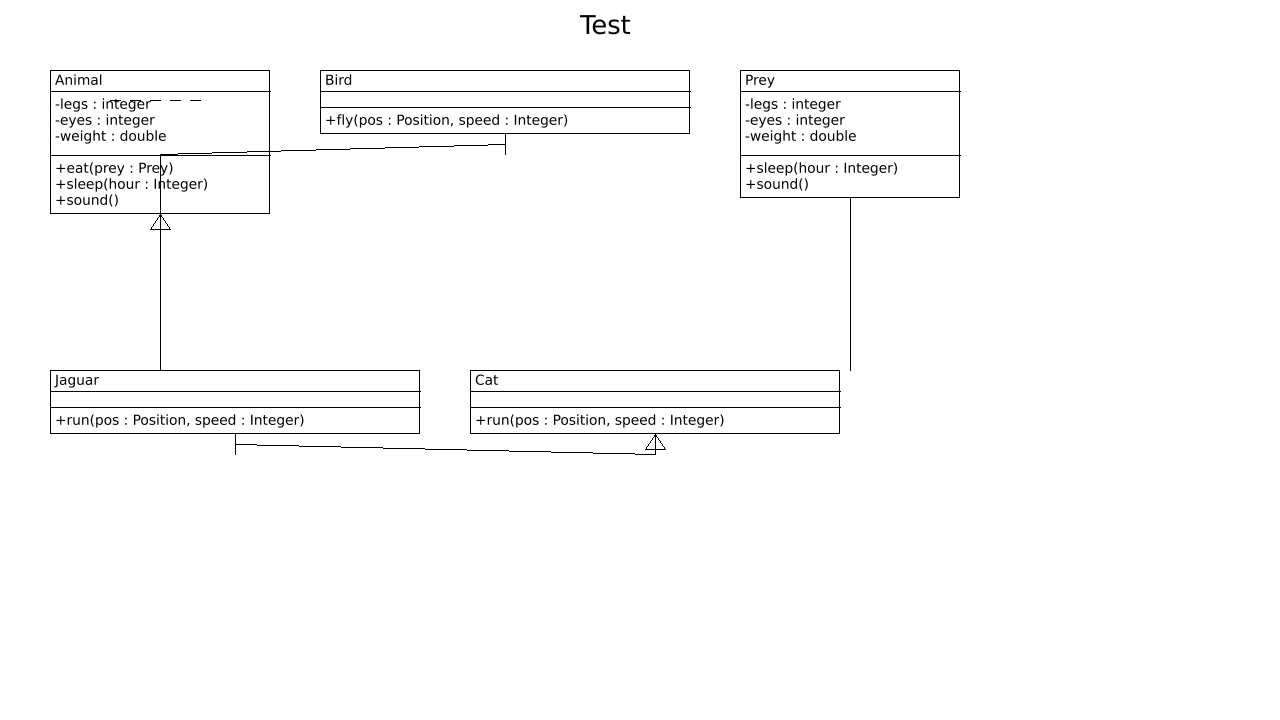 Test
Animal
-legs : integer
-eyes : integer
-weight : double
+eat(prey : Prey)
+sleep(hour : Integer)
+sound()
Bird
+fly(pos : Position, speed : Integer)
Prey
-legs : integer
-eyes : integer
-weight : double
+sleep(hour : Integer)
+sound()
Jaguar
+run(pos : Position, speed : Integer)
Cat
+run(pos : Position, speed : Integer)